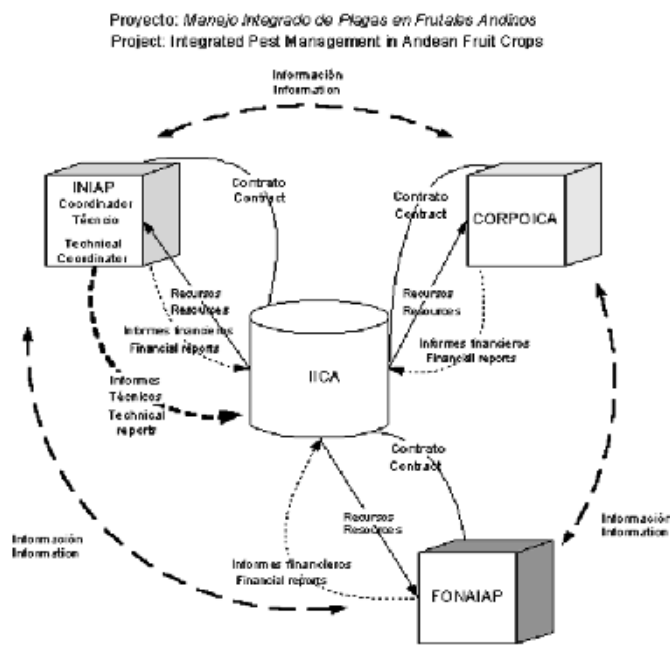 Proyecto: Manejo Integrado de Plagas en Frutales Andinos
Project: Integrated Pest Management in Andean Fruit Crops
Información
Information
INIAP
Coordinador
Técncio
Technical
Coordinator
Contrato
Contract
Contrato
Contract
CORPOICA
Recursos
Resources
Recursos
Resources
Informes financieros
Financial reports
Informes financieros
Financial reports
IICA
Informes
Técnicos
Technical
reports
Contrato
Contract
Información
Information
Recursos
Resources
Información
Information
Informes financieros
Financial reports
FONAIAP